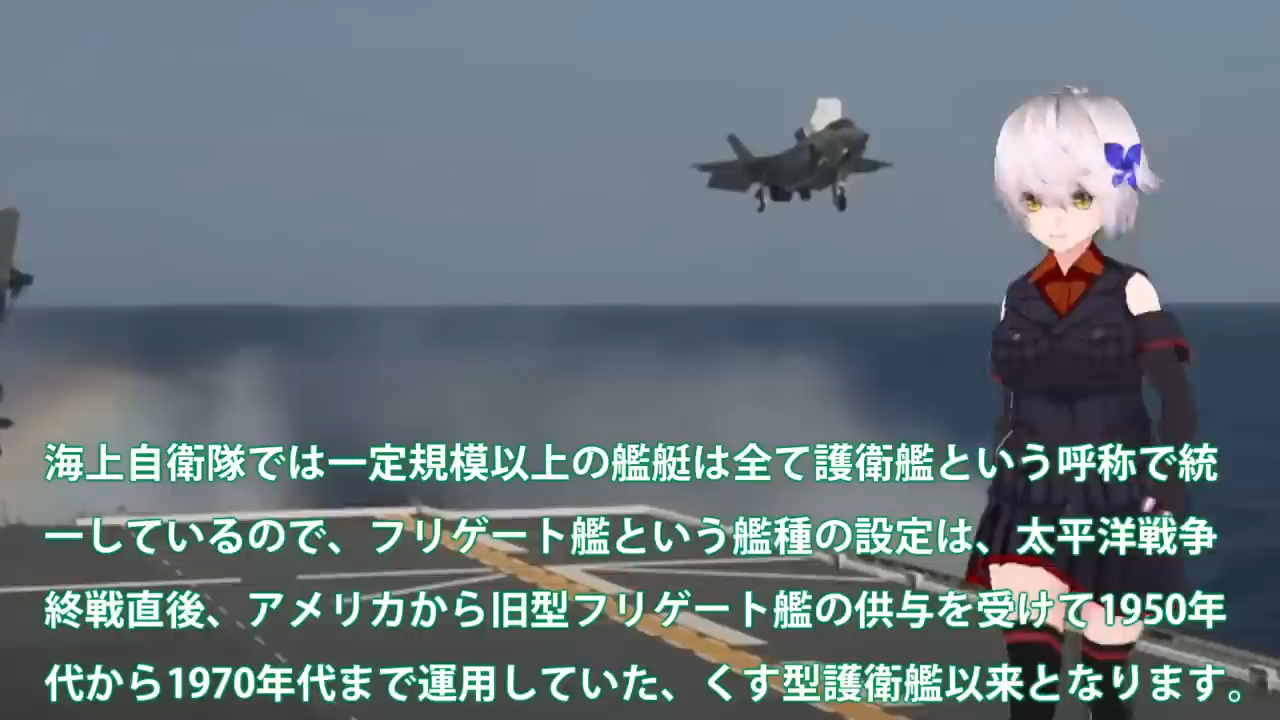 海上自衛隊では一定規模以上の艦艇は全て護衛艦という呼称で統
一しているので、フリゲート艦という艦種の設定は、太平洋戦争
終戦直後、アメリカから旧型フリゲート艦の供与を受けて1950年
代から1970年代まで運用していた、くす型護衛艦以来となります。